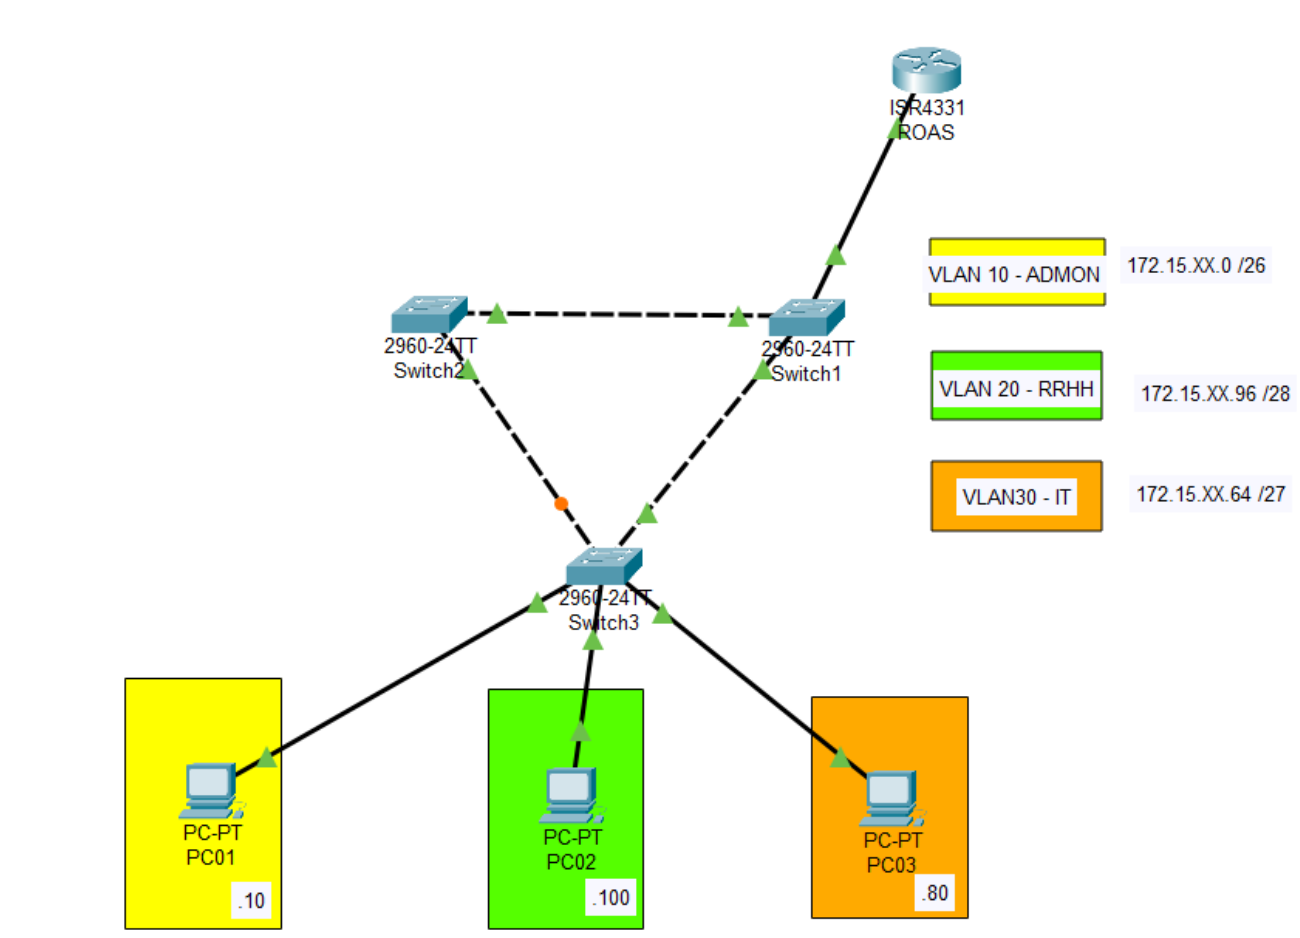 ISR4331
ROAS
VLAN 10 - ADMON
172.15.XX.0 /26
2960-24TT
Switch2
2960-24TT
Switch1
VLAN 20 - RRHH
172.15.XX.96 /28
VLAN30 - IT
172.15.XX.64 /27
2960-24TT
Switch3
PC-PT
PC01
.10
PC-PT
PC02
.100
PC-PT
PC03
.80